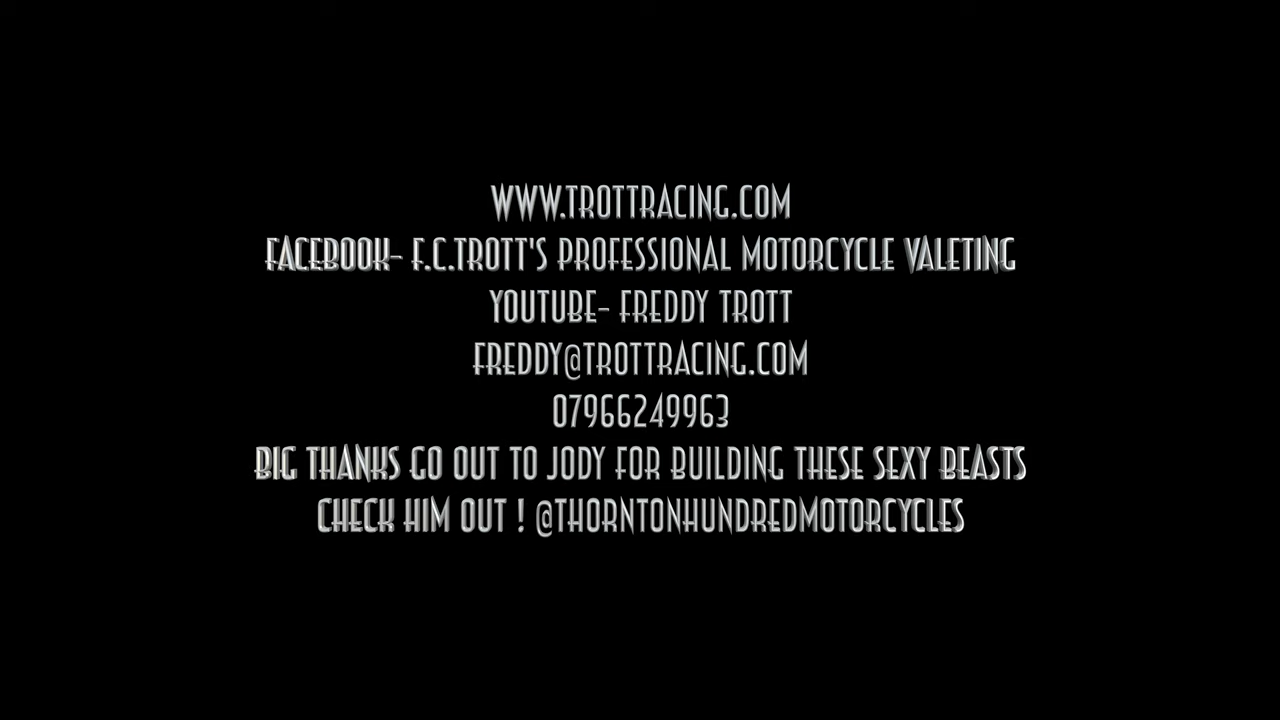 WWW.TROTTRACING.COM
FACEBOOK- F.C.TROTT'S PROFESSIONAL MOTORCYCLE VALETING
YOUTUBE- FREDDY TROTT
FREDDY@TROTTRACING.COM
07966249963
BIG THANKS GO OUT TO JODY FOR BUILDING THESE SEXY BEASTS
CHECK HIM OUT ! @THORNTONHUNDREDMOTORCYCLES